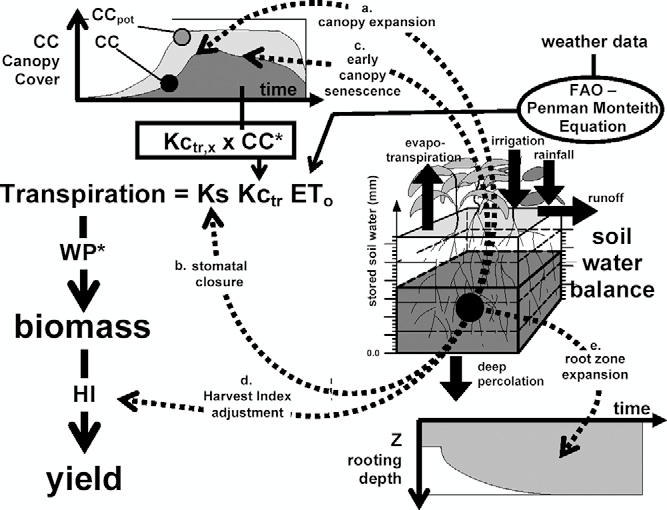 CC
Canopy
Cover
CCpot
CC
time
a.
canopy expansion
c.
early
canopy
senescence
weather data
FAO –
Penman Monteith
Equation
Kctr,x x CC*
Transpiration = Ks Kctr ETo
evapo-
transpiration
irrigation
rainfall
runoff
stored soil water (mm)
0.0
soil
water
balance
WP*
b. stomatal
closure
biomass
d.
Harvest Index
adjustment
HI
yield
deep
percolation
e.
root zone
expansion
time
Z
rooting
depth